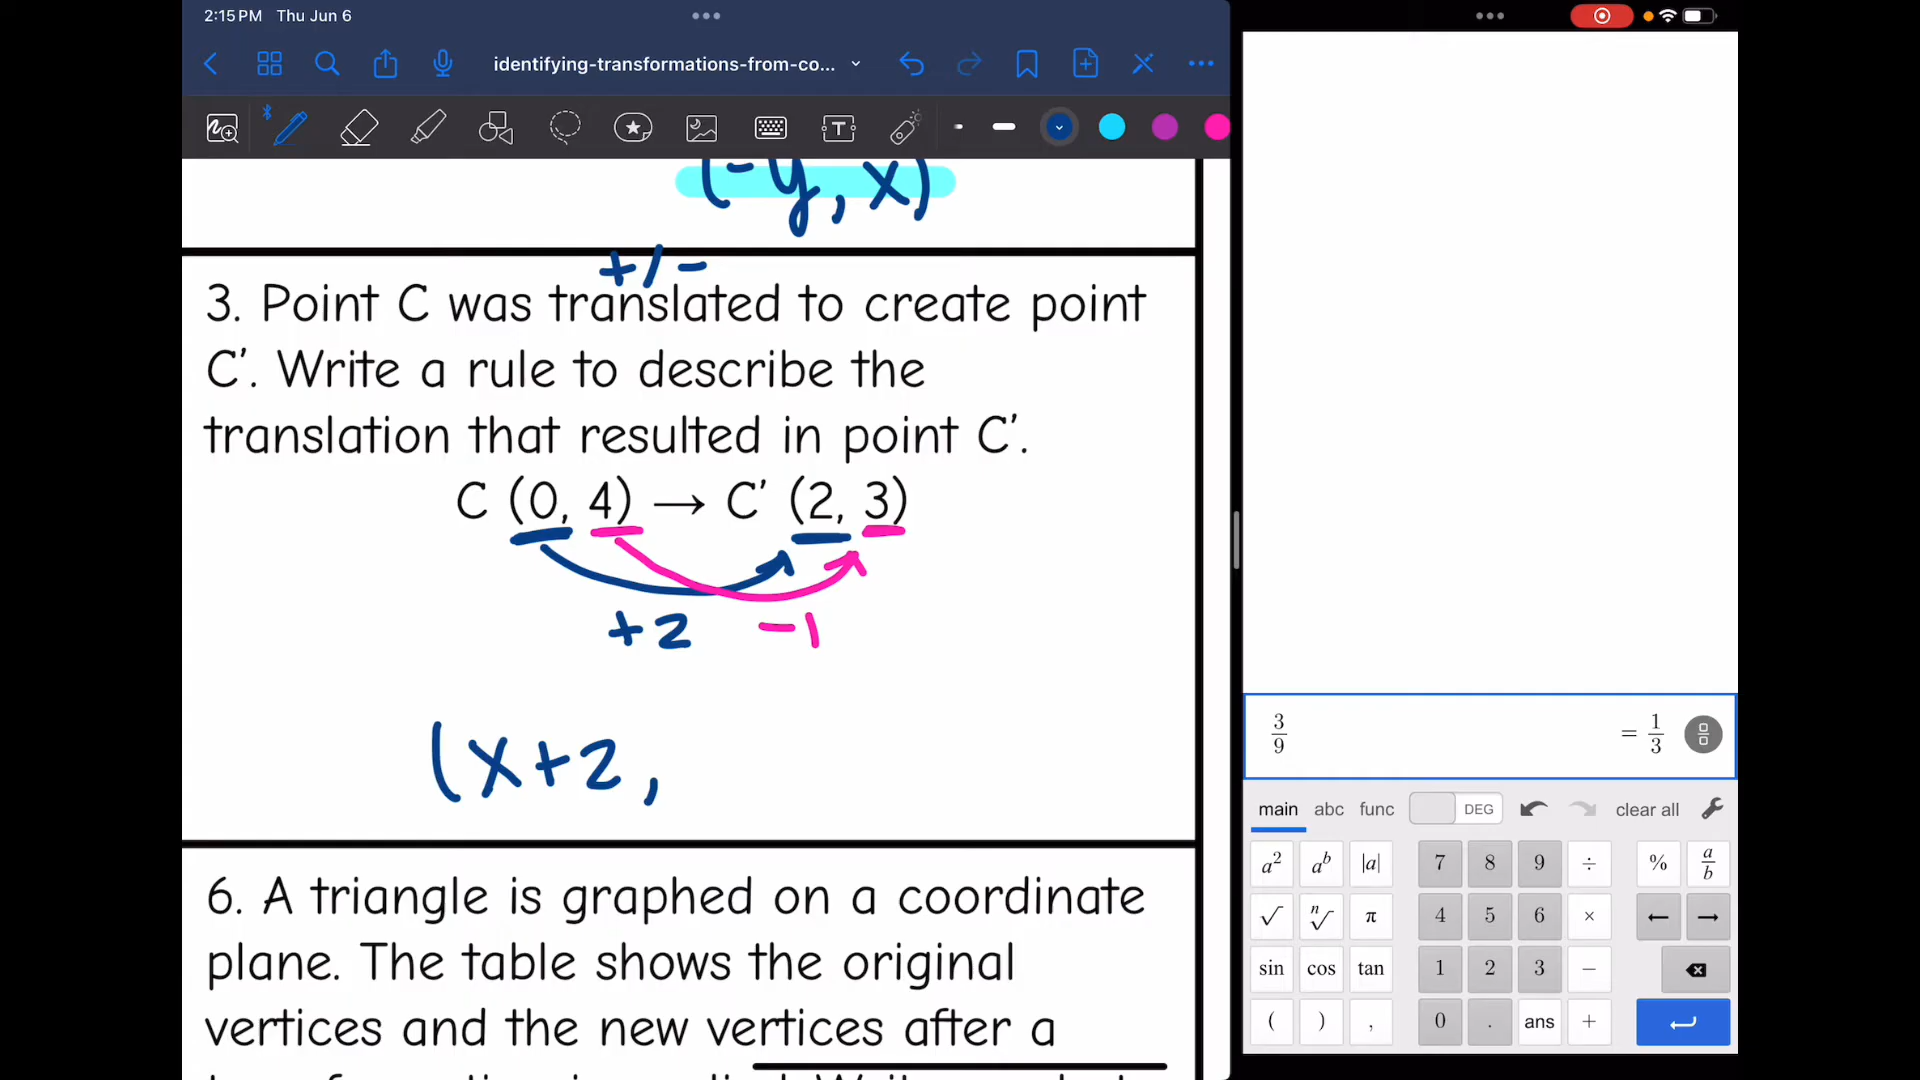 2:15 PM Thu Jun 6
identifying-transformations-from-co...
(-y, x)
+/-
3. Point C was translated to create point
C'. Write a rule to describe the
translation that resulted in point C'.
C (0, 4) → C' (2, 3)
+2 -1
(x+2,
6. A triangle is graphed on a coordinate
plane. The table shows the original
vertices and the new vertices after a
3/9 = 1/3
main abc func DEG clear all
a² aᵇ |a| 7 8 9 ÷ % a/b
√ ⁿ√ π 4 5 6 × ← →
sin cos tan 1 2 3 −
( ) , 0 . ans +